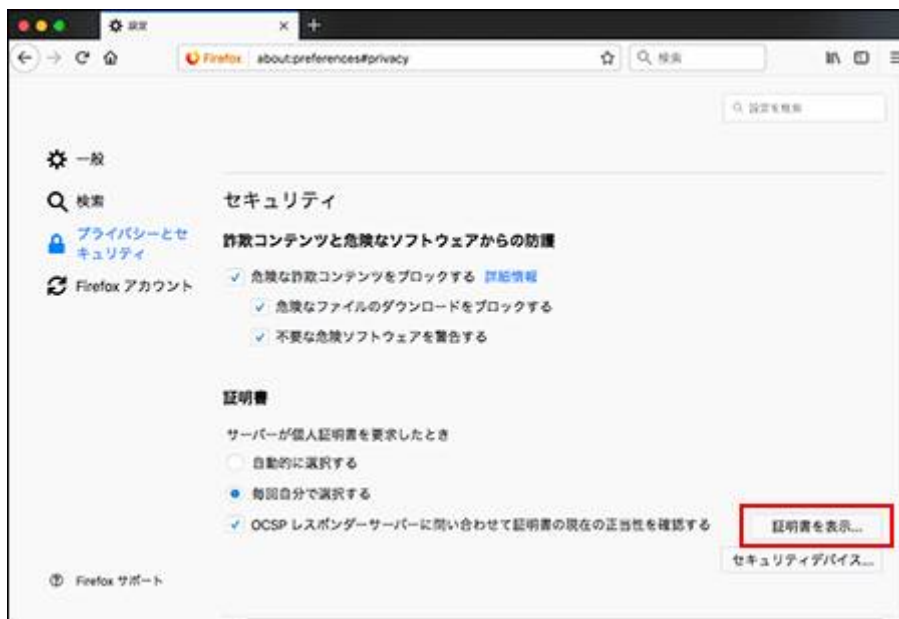 設定
Firefox about:preferences#privacy
検索
設定を検索
一般
検索
プライバシーとセ
キュリティ
Firefox アカウント
セキュリティ
詐欺コンテンツと危険なソフトウェアからの防護
危険な詐欺コンテンツをブロックする 詳細情報
危険なファイルのダウンロードをブロックする
不要な危険ソフトウェアを警告する
証明書
サーバーが個人証明書を要求したとき
自動的に選択する
毎回自分で選択する
OCSP レスポンダーサーバーに問い合わせて証明書の現在の正当性を確認する
証明書を表示...
セキュリティデバイス...
Firefox サポート